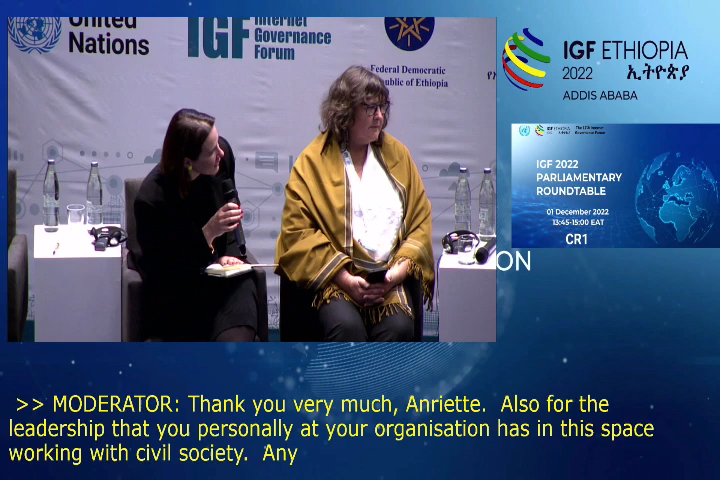 United
Nations
IGF
Internet
Governance
Forum
Federal Democratic
Republic of Ethiopia
IGF ETHIOPIA
2022 ኢትዮጵያ
ADDIS ABABA
IGF 2022
PARLIAMENTARY
ROUNDTABLE
01 December 2022
13:45-15:00 EAT
CR1
ON
>> MODERATOR: Thank you very much, Anriette. Also for the
leadership that you personally at your organisation has in this space
working with civil society. Any